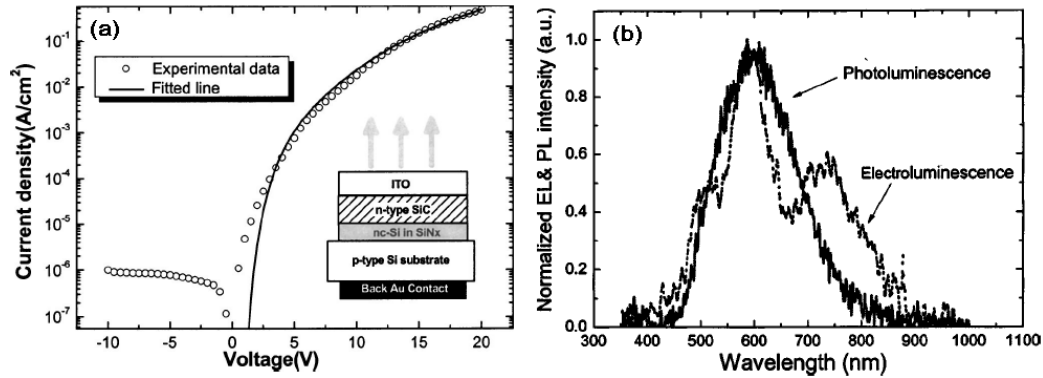 (a)
10⁻¹
10⁻²
10⁻³
10⁻⁴
10⁻⁵
10⁻⁶
10⁻⁷
Current density(A/cm²)
Experimental data
Fitted line
ITO
n-type SiC
nc-Si in SiNx
p-type Si substrate
Back Au Contact
-10 -5 0 5 10 15 20
Voltage(V)
(b)
1.0
0.8
0.6
0.4
0.2
0.0
Normalized EL& PL intensity (a.u.)
Photoluminescence
Electroluminescence
300 400 500 600 700 800 900 1000 1100
Wavelength (nm)